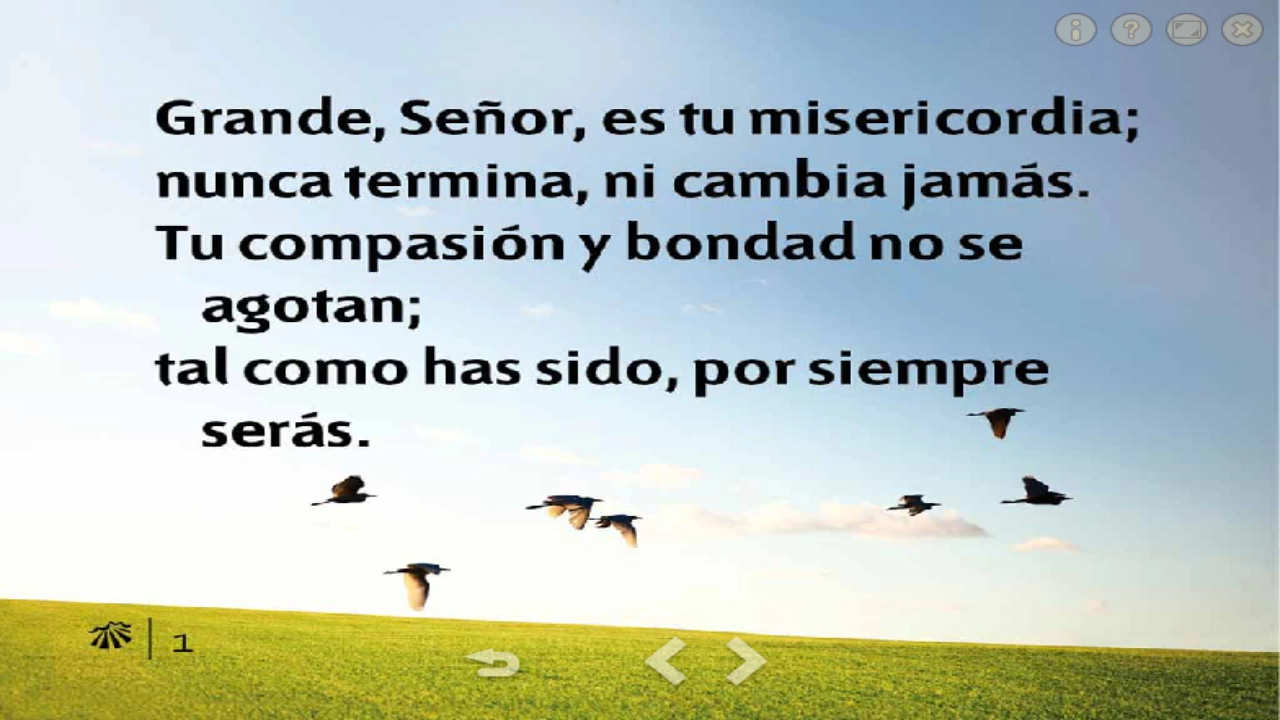 Grande, Señor, es tu misericordia;
nunca termina, ni cambia jamás.
Tu compasión y bondad no se
agotan;
tal como has sido, por siempre
serás.
1